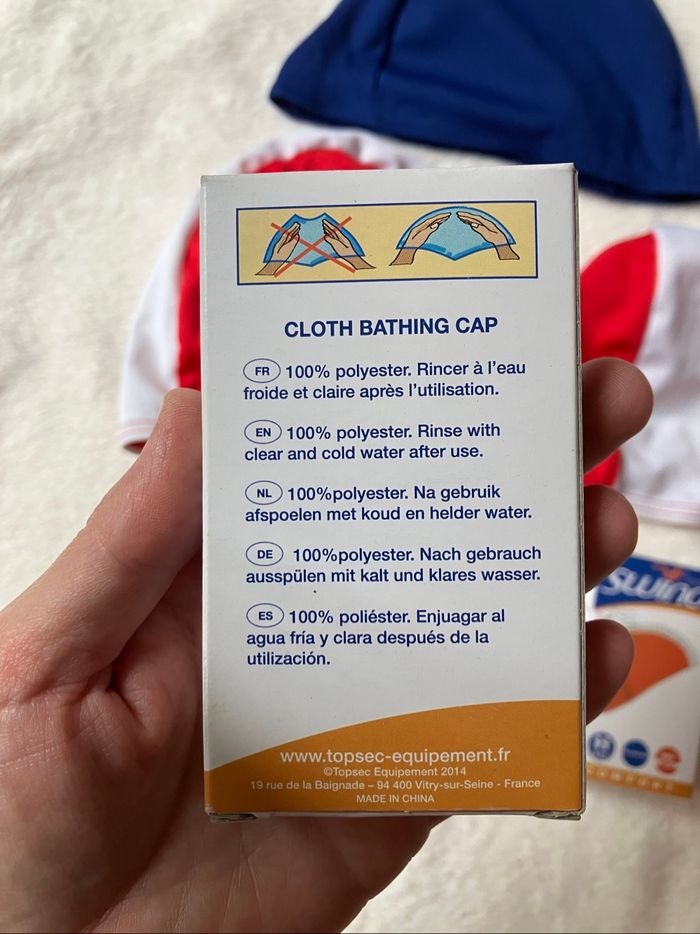 CLOTH BATHING CAP
FR 100% polyester. Rincer à l'eau
froide et claire après l'utilisation.
EN 100% polyester. Rinse with
clear and cold water after use.
NL 100%polyester. Na gebruik
afspoelen met koud en helder water.
DE 100%polyester. Nach gebrauch
ausspülen mit kalt und klares wasser.
ES 100% poliéster. Enjuagar al
agua fría y clara después de la
utilización.
www.topsec-equipement.fr
©Topsec Equipement 2014
19 rue de la Baignade – 94 400 Vitry-sur-Seine - France
MADE IN CHINA